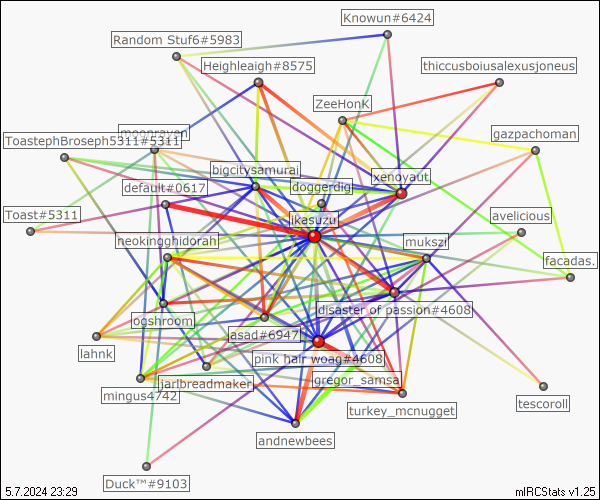 Knowun#6424
Random Stuf6#5983
Heighleigh#8575
thiccusboiusalexusjoneus
ZeeHonK
moonraven
ToastephBroseph5311#5311
gazpachoman
bigcitysamurai
xenoyaut
default#0617
doggerdig
Toast#5311
ikasuzu
avelicious
neokingghidorah
mukszi
facadas.
disaster of passion#4608
ogshroom
asad#6947
lahnk
pink hair woag#4608
jarlbreadmaker
gregor_samsa
mingus4742
turkey_mcnugget
tescoroll
andnewbees
Duck™#9103
5.7.2024 23:29
mIRCStats v1.25